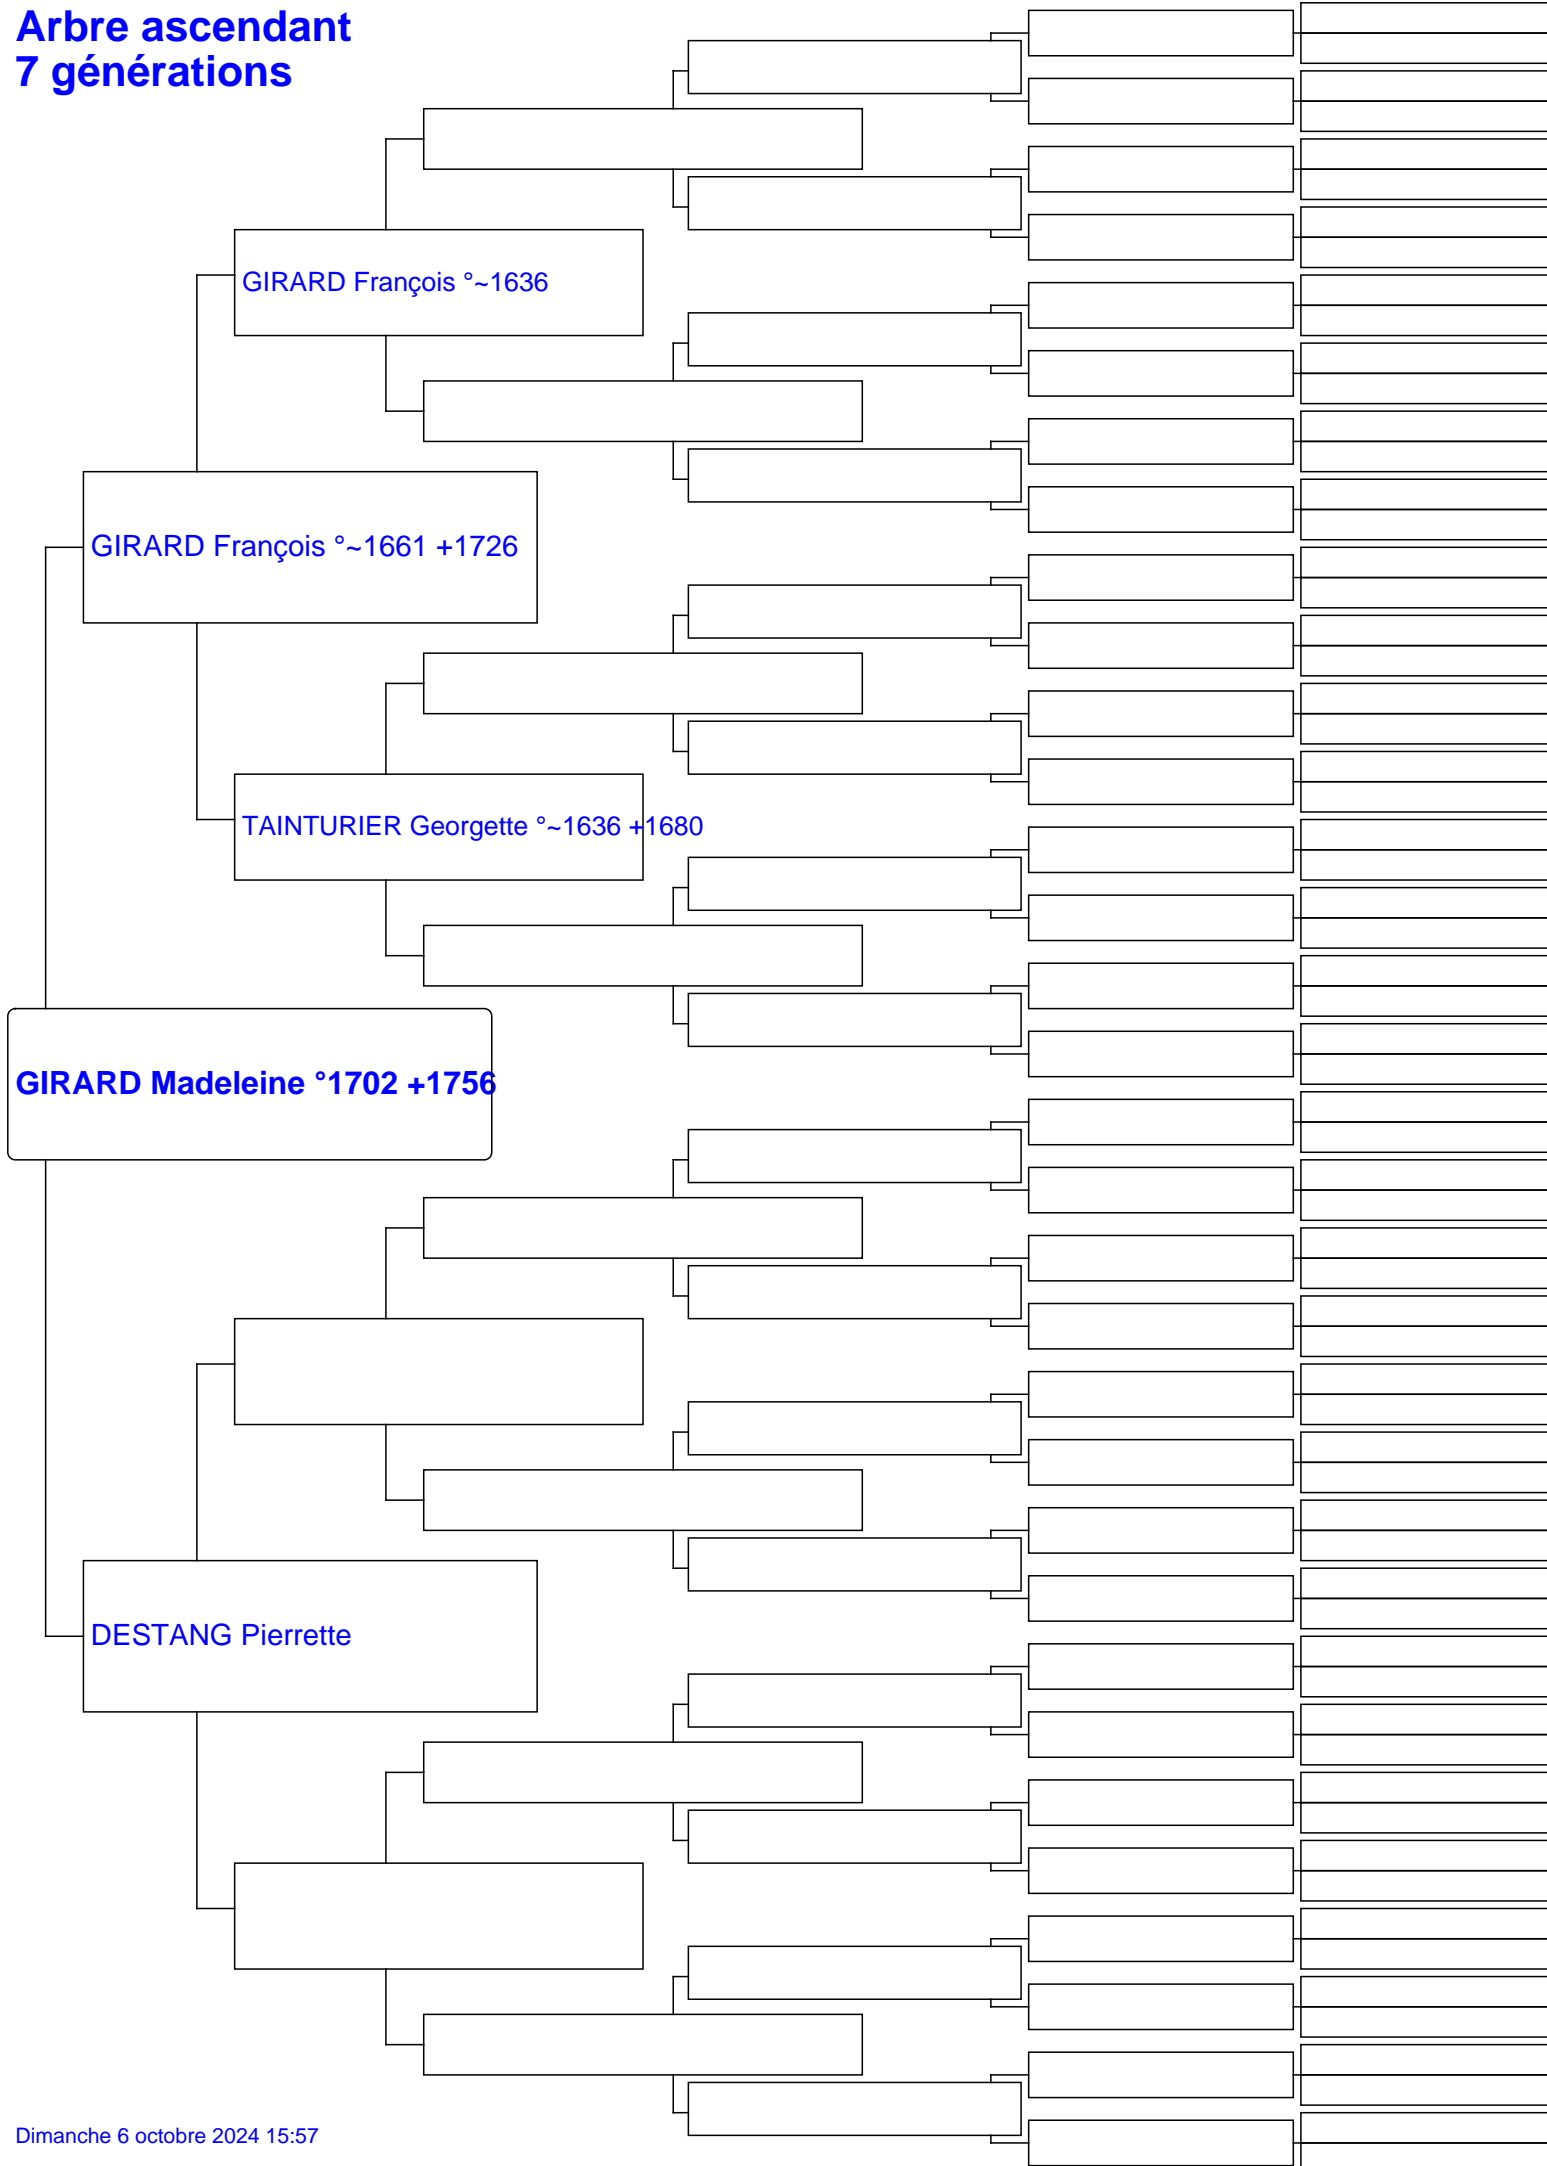 Arbre ascendant
7 générations
GIRARD François °~1636
GIRARD François °~1661 +1726
TAINTURIER Georgette °~1636 +1680
GIRARD Madeleine °1702 +1756
DESTANG Pierrette
Dimanche 6 octobre 2024 15:57